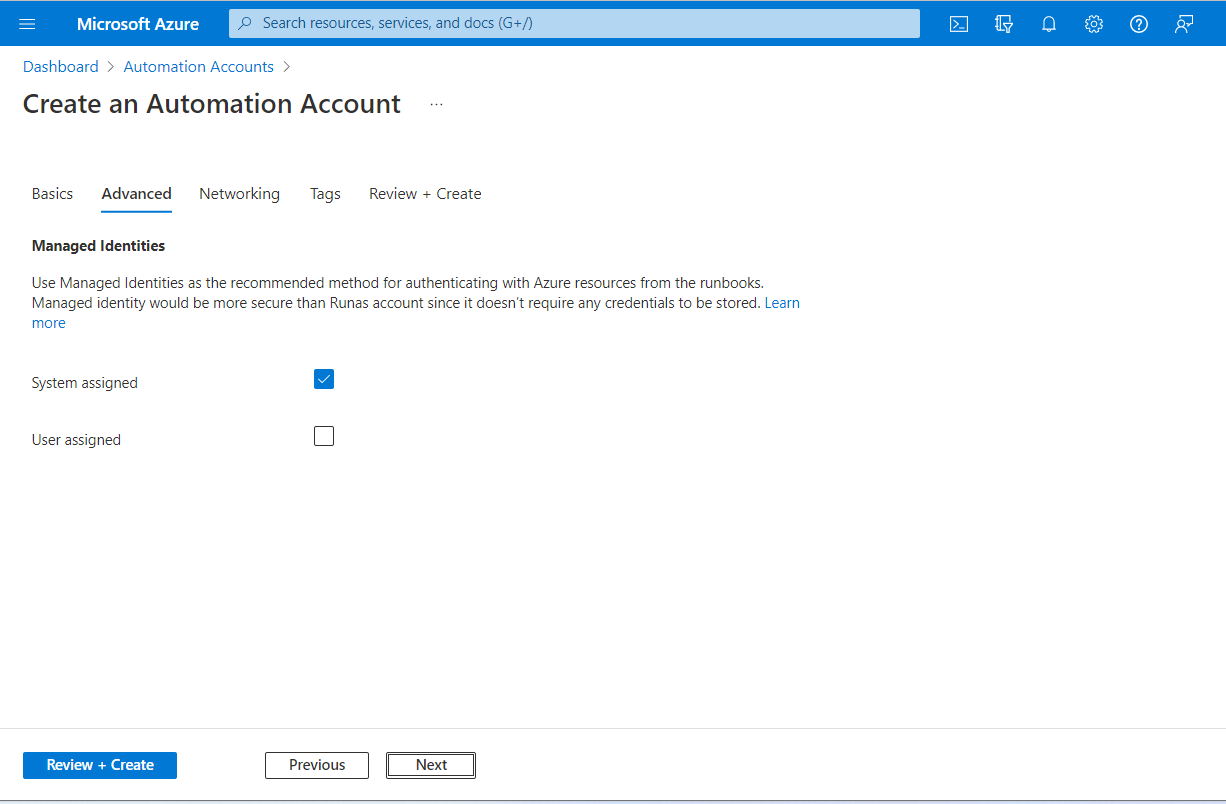 Microsoft Azure
Search resources, services, and docs (G+/)
Dashboard > Automation Accounts >
Create an Automation Account ...
Basics Advanced Networking Tags Review + Create
Managed Identities
Use Managed Identities as the recommended method for authenticating with Azure resources from the runbooks.
Managed identity would be more secure than Runas account since it doesn't require any credentials to be stored. Learn
more
System assigned
User assigned
Review + Create Previous Next